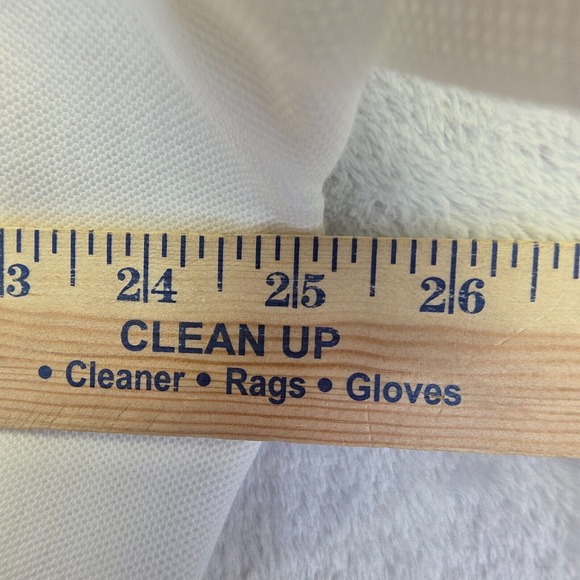 3 24 25 26
CLEAN UP
• Cleaner • Rags • Gloves